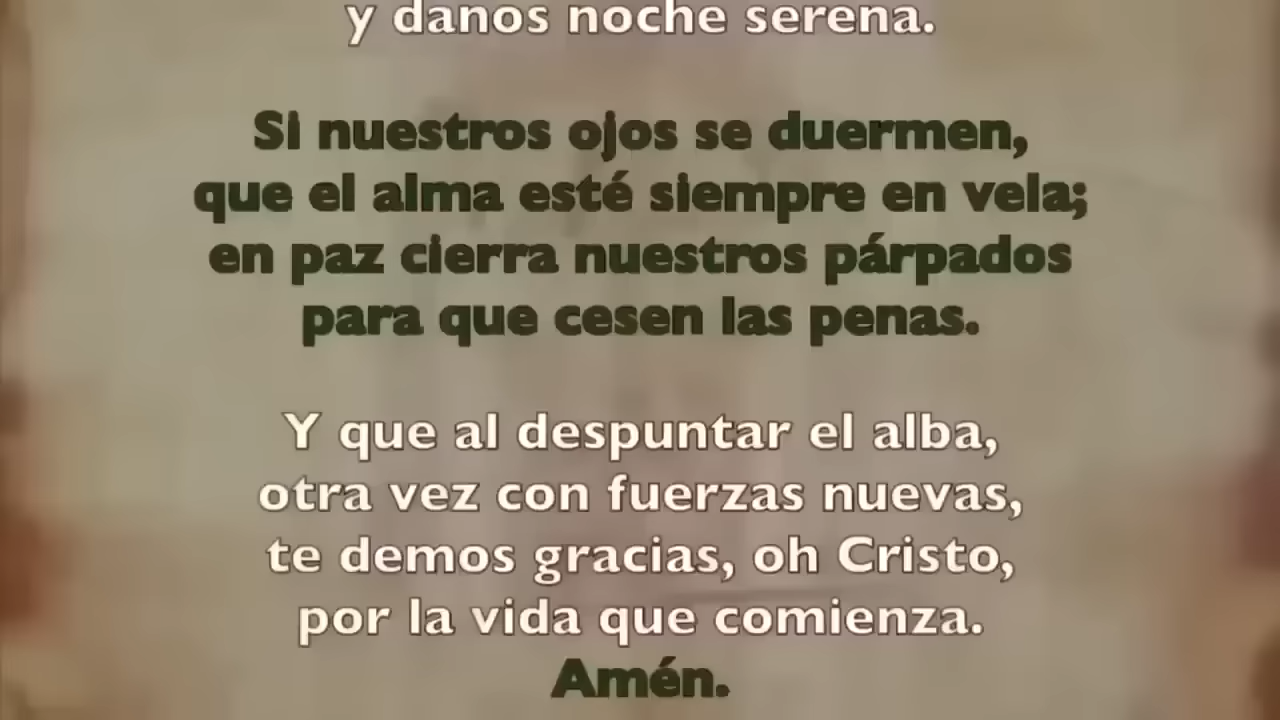 y danos noche serena.
Si nuestros ojos se duermen,
que el alma esté siempre en vela;
en paz cierra nuestros párpados
para que cesen las penas.
Y que al despuntar el alba,
otra vez con fuerzas nuevas,
te demos gracias, oh Cristo,
por la vida que comienza.
Amén.